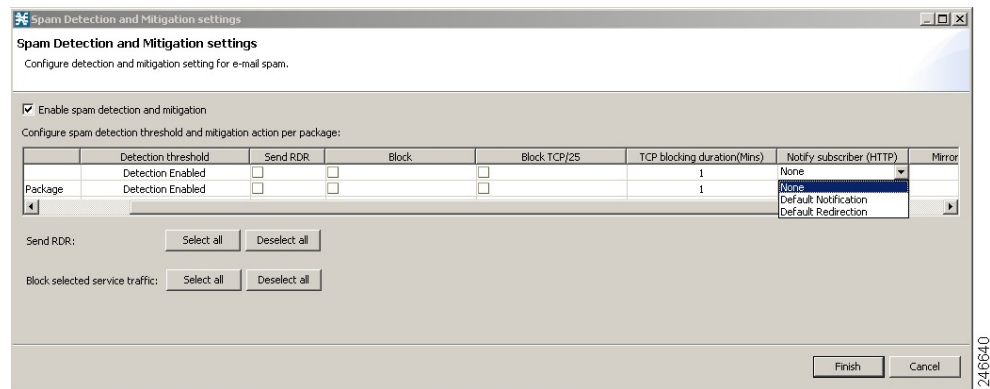 Spam Detection and Mitigation settings
Spam Detection and Mitigation settings
Configure detection and mitigation setting for e-mail spam.
Enable spam detection and mitigation
Configure spam detection threshold and mitigation action per package:
Detection threshold Send RDR Block Block TCP/25 TCP blocking duration(Mins) Notify subscriber (HTTP) Mirror
Detection Enabled 1 None
Package Detection Enabled 1 None
Default Notification
Default Redirection
Send RDR: Select all Deselect all
Block selected service traffic: Select all Deselect all
Finish Cancel
246640